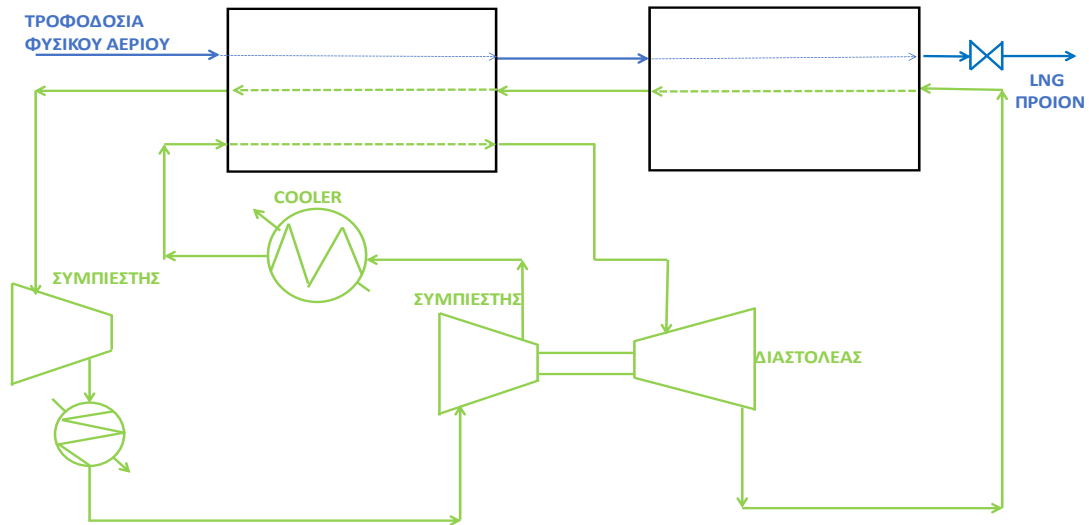 ΤΡΟΦΟΔΟΣΙΑ
ΦΥΣΙΚΟΥ ΑΕΡΙΟΥ
LNG
ΠΡΟΙΟΝ
COOLER
ΣΥΜΠΙΕΣΤΗΣ
ΣΥΜΠΙΕΣΤΗΣ
ΔΙΑΣΤΟΛΕΑΣ